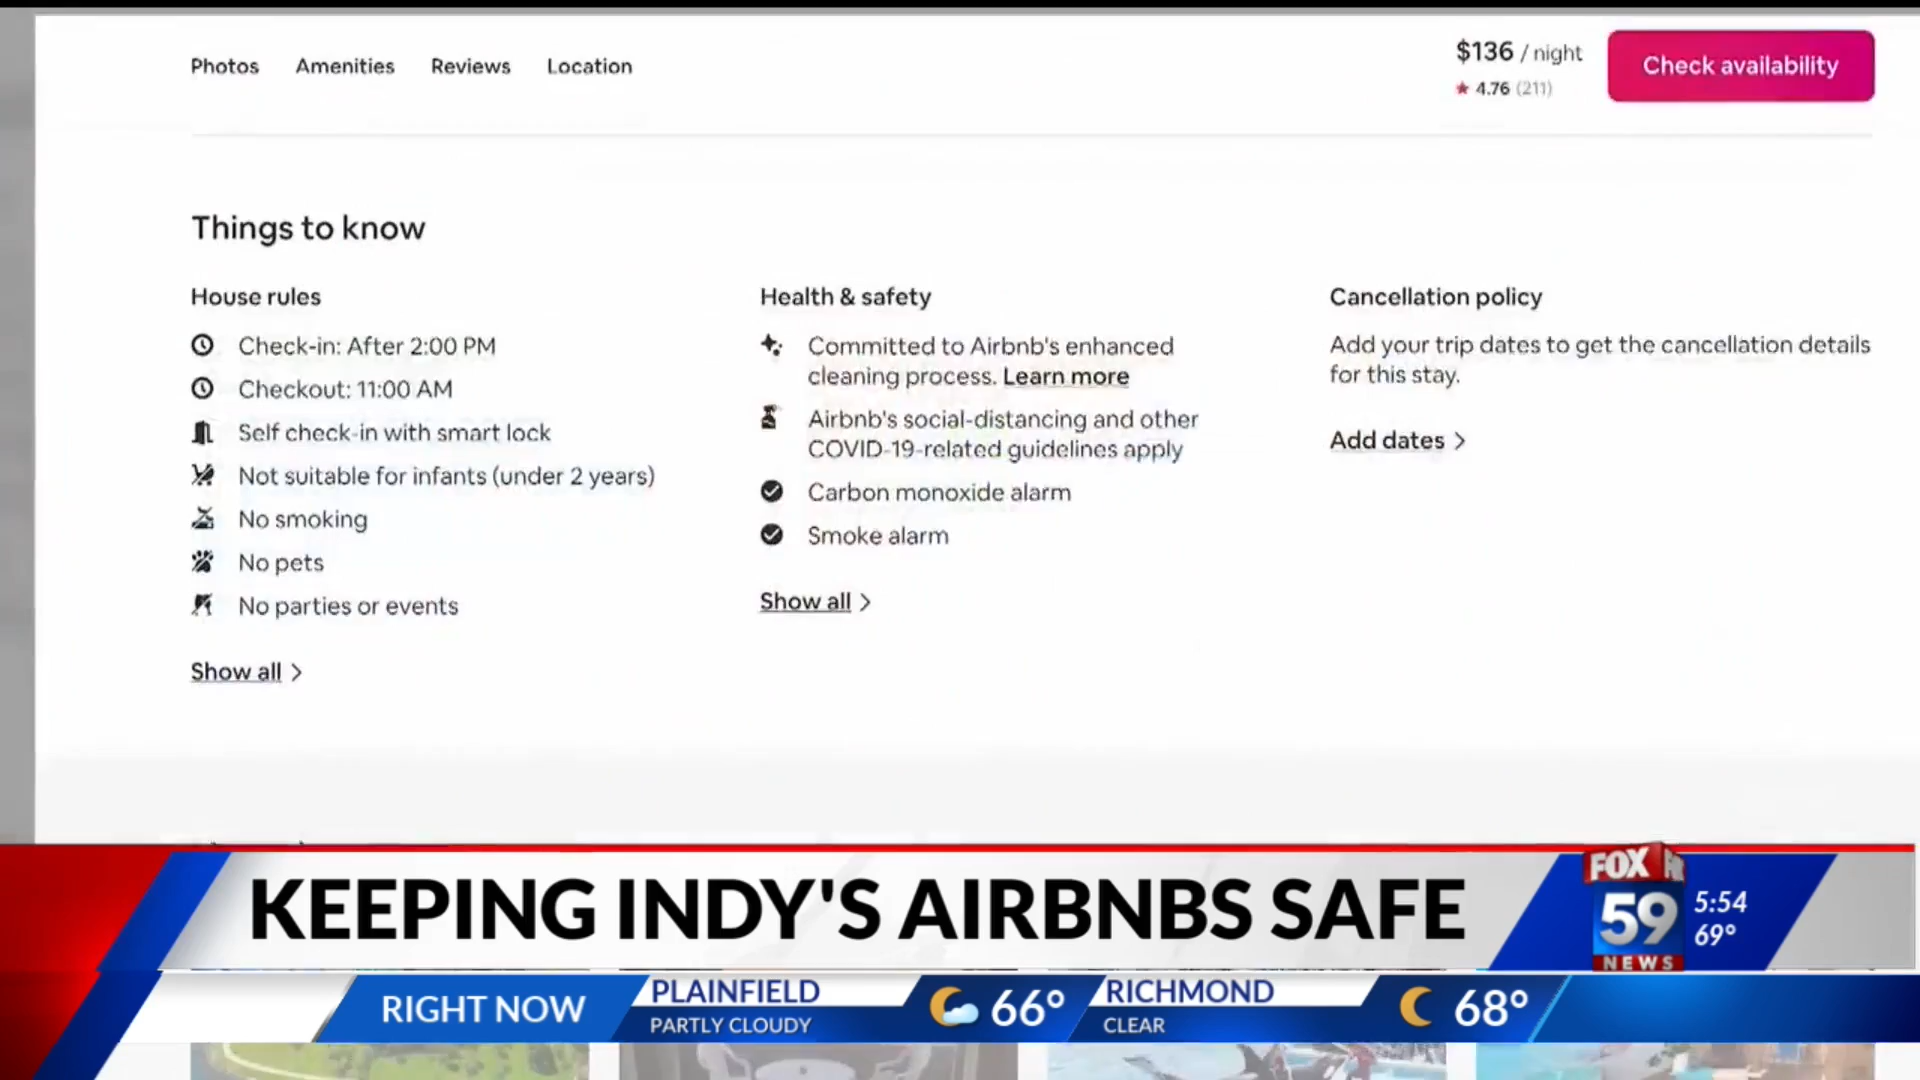 Photos Amenities Reviews Location
$136 / night
★ 4.76 (211)
Check availability
Things to know
House rules
Check-in: After 2:00 PM
Checkout: 11:00 AM
Self check-in with smart lock
Not suitable for infants (under 2 years)
No smoking
No pets
No parties or events
Show all >
Health & safety
Committed to Airbnb's enhanced
cleaning process. Learn more
Airbnb's social-distancing and other
COVID-19-related guidelines apply
Carbon monoxide alarm
Smoke alarm
Show all >
Cancellation policy
Add your trip dates to get the cancellation details
for this stay.
Add dates >
KEEPING INDY'S AIRBNBS SAFE
FOX
59
NEWS
5:54
69°
RIGHT NOW
PLAINFIELD
PARTLY CLOUDY
66°
RICHMOND
CLEAR
68°